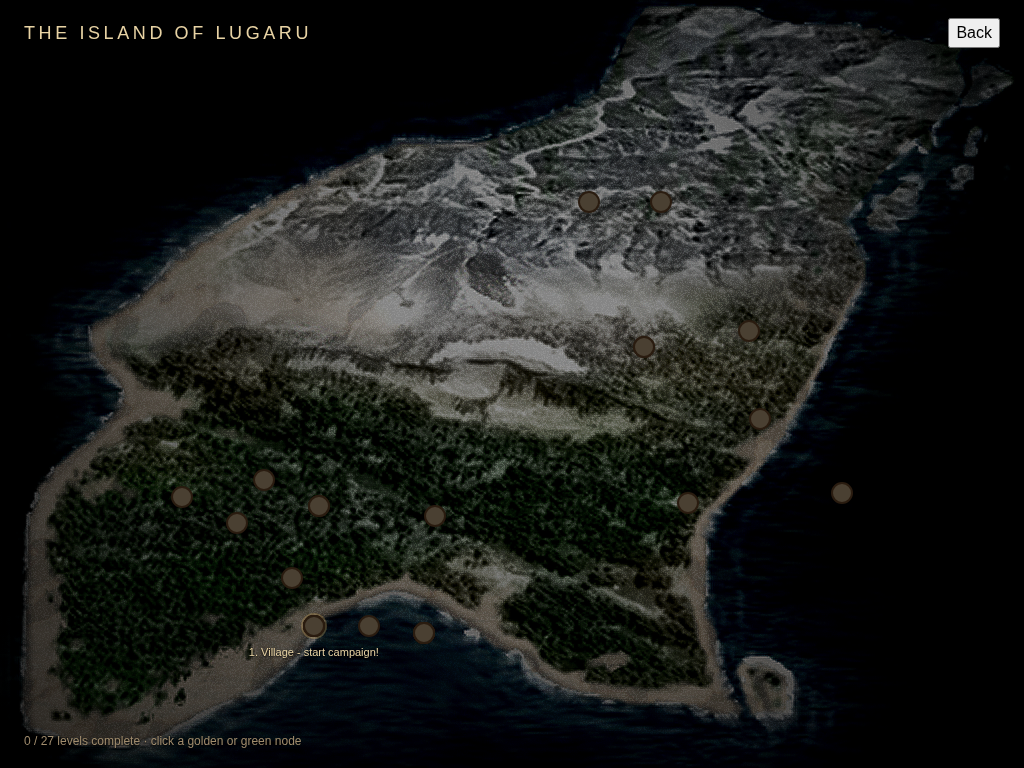 THE ISLAND OF LUGARU
Back
1. Village - start campaign!
0 / 27 levels complete · click a golden or green node